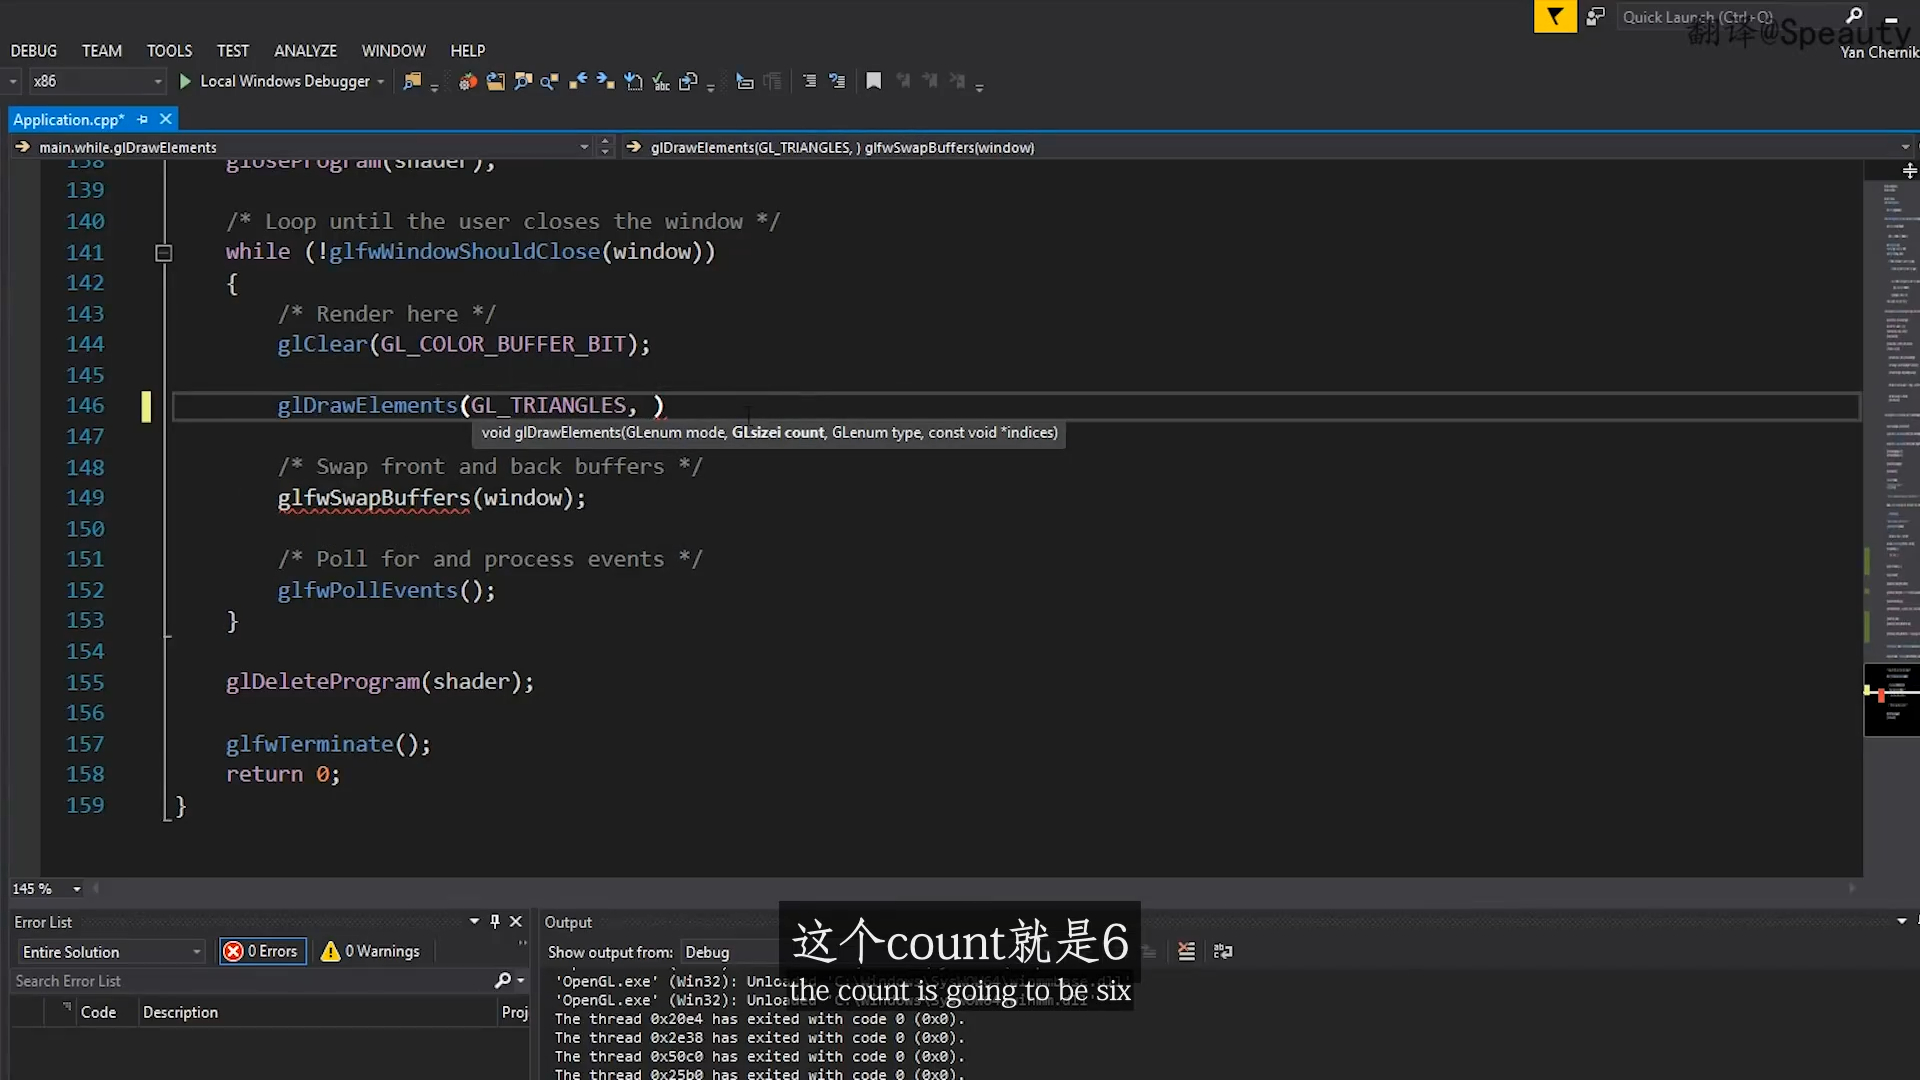 Quick Launch (Ctrl+Q)
翻译@Speauty
DEBUG TEAM TOOLS TEST ANALYZE WINDOW HELP
Yan Chernik
x86 Local Windows Debugger
Application.cpp*
main.while.glDrawElements glDrawElements(GL_TRIANGLES, ) glfwSwapBuffers(window)
138 (shader);
139
140 /* Loop until the user closes the window */
141 while (!glfwWindowShouldClose(window))
142 {
143 /* Render here */
144 glClear(GL_COLOR_BUFFER_BIT);
145
146 glDrawElements(GL_TRIANGLES, )
147 void glDrawElements(GLenum mode, GLsizei count, GLenum type, const void *indices)
148 /* Swap front and back buffers */
149 glfwSwapBuffers(window);
150
151 /* Poll for and process events */
152 glfwPollEvents();
153 }
154
155 glDeleteProgram(shader);
156
157 glfwTerminate();
158 return 0;
159 }
145 %
Error List
Entire Solution 0 Errors 0 Warnings
Search Error List
Code Description Proj
Output
Show output from: Debug
'OpenGL.exe' (Win32):
'OpenGL.exe' (Win32):
The thread 0x20e4 has exited with code 0 (0x0).
The thread 0x2e38 has exited with code 0 (0x0).
The thread 0x50c0 has exited with code 0 (0x0).
The thread 0x25b0 has exited with code 0 (0x0).
这个count就是6
the count is going to be six